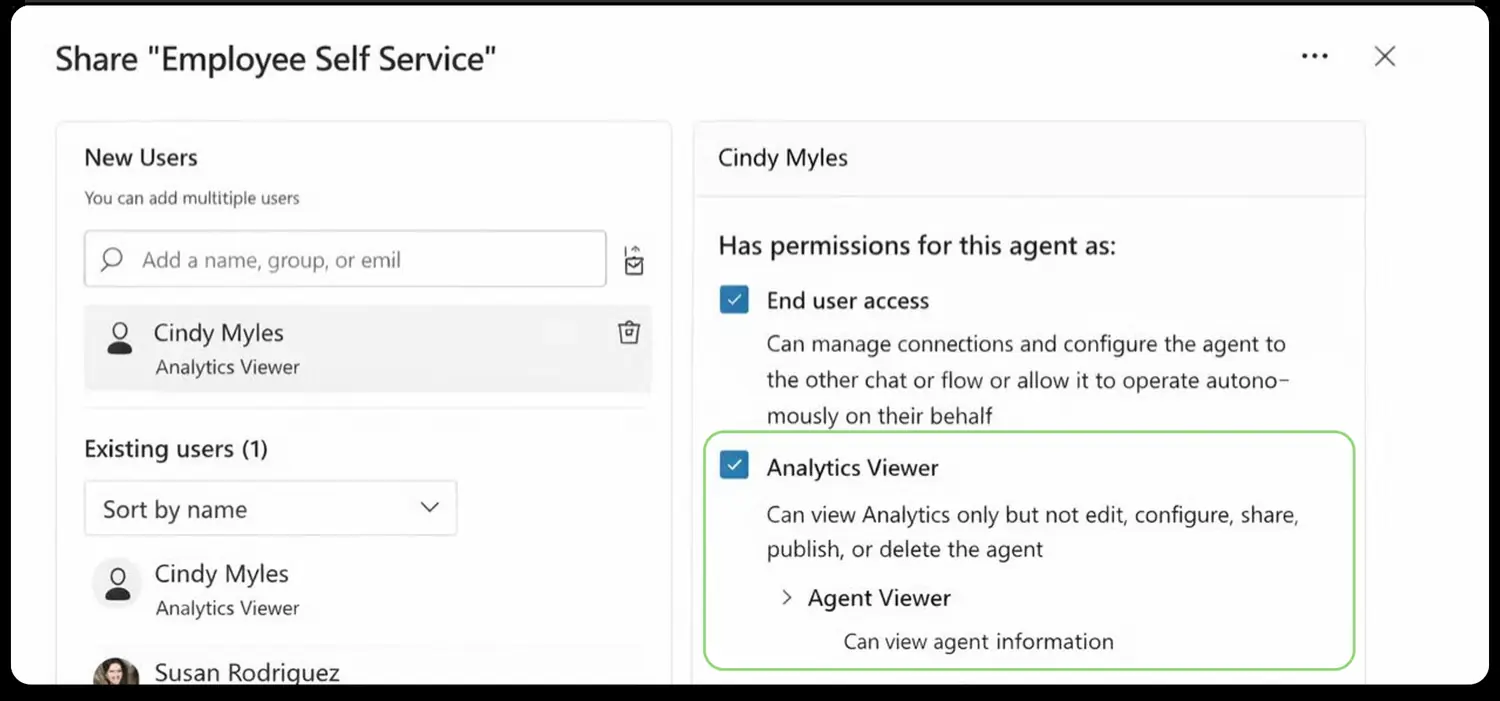 Share "Employee Self Service"
New Users
You can add multitiple users
Add a name, group, or emil
Cindy Myles
Analytics Viewer
Existing users (1)
Sort by name
Cindy Myles
Analytics Viewer
Susan Rodriguez
Cindy Myles
Has permissions for this agent as:
End user access
Can manage connections and configure the agent to
the other chat or flow or allow it to operate autono-
mously on their behalf
Analytics Viewer
Can view Analytics only but not edit, configure, share,
publish, or delete the agent
Agent Viewer
Can view agent information